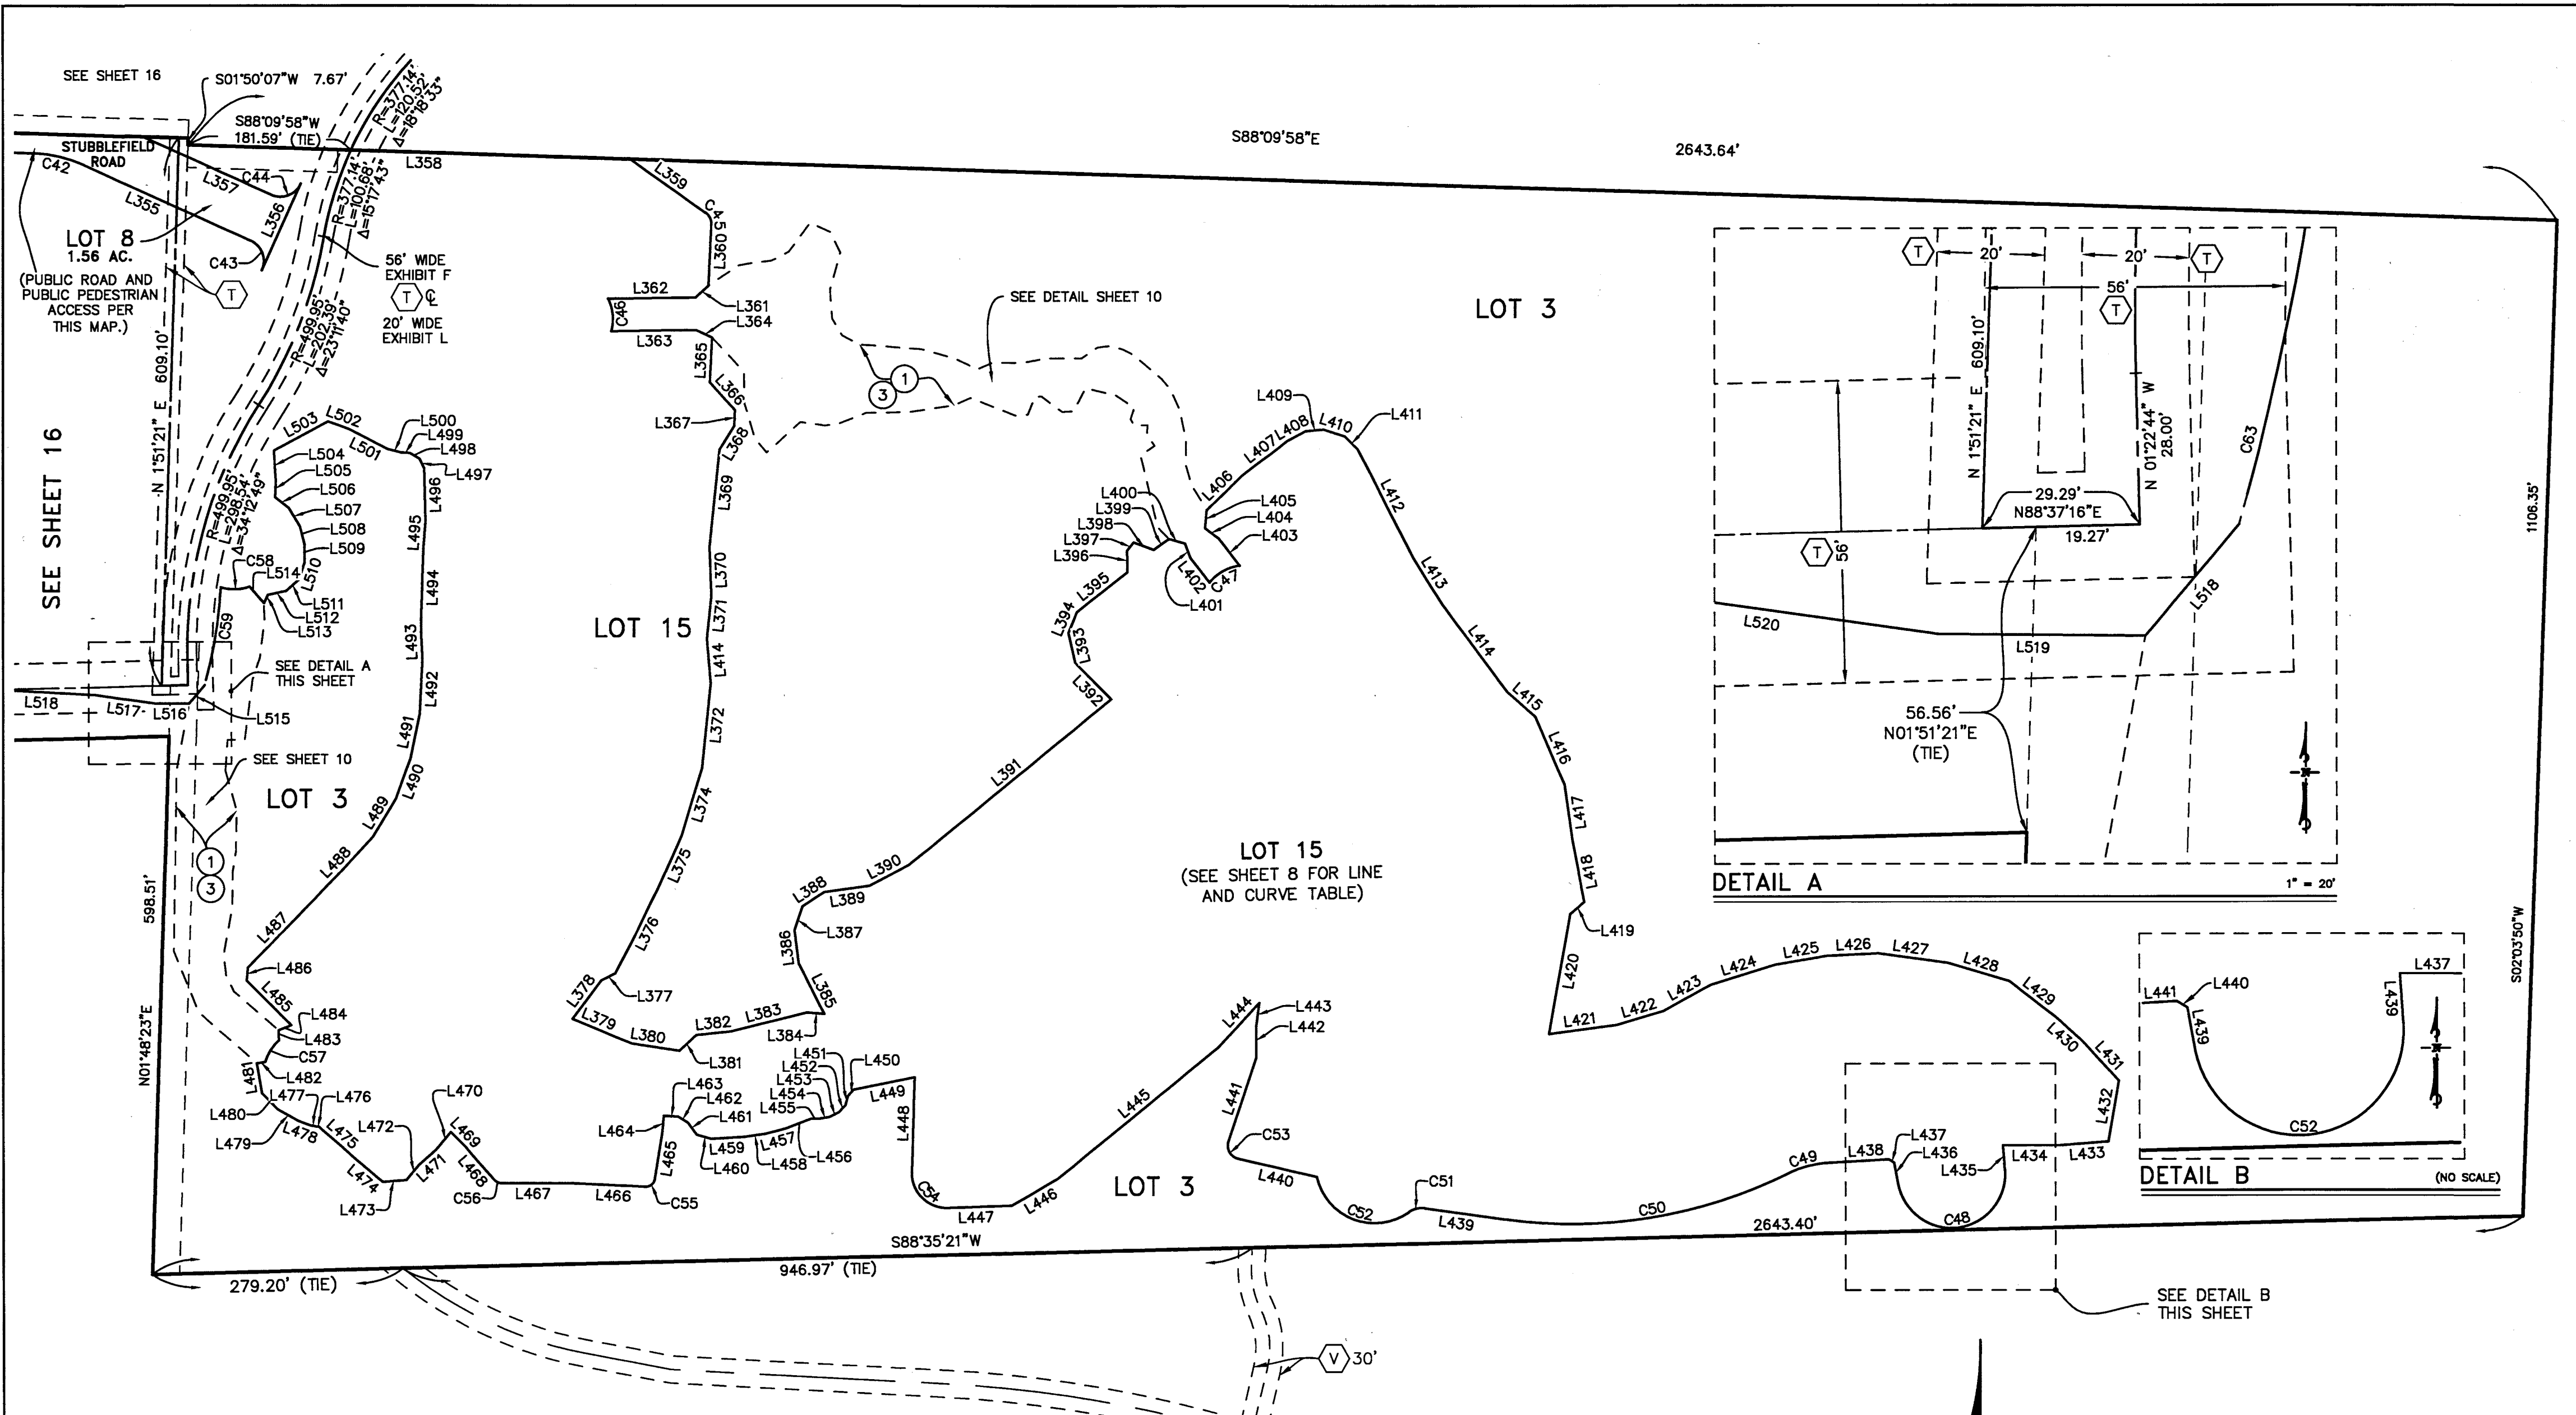 SEE SHEET 16
S01°50'07"W 7.67'
S88°09'58"W
181.59' (TIE)
STUBBLEFIELD
ROAD
C42
L357
C44
L355
L356
C43
LOT 8
1.56 AC.
(PUBLIC ROAD AND
PUBLIC PEDESTRIAN
ACCESS PER
THIS MAP.)
T
R=377.14'
L=120.52'
Δ=18°18'33"
R=377.14'
L=100.68'
Δ=15°17'43"
56' WIDE
EXHIBIT F
T ℄
20' WIDE
EXHIBIT L
R=499.95'
L=202.39'
Δ=23°11'40"
R=499.95'
L=298.54'
Δ=34°12'49"
N 1°51'21" E 609.10'
SEE SHEET 16
L358
S88°09'58"E
2643.64'
L359
C45
L360
L361
L362
C46
L363
L364
L365
L366
L367
L368
L369
L370
L371
L414
L372
L374
L375
L376
L377
L378
L379
L380
L381
L382
L383
L384
L385
L386
L387
L388
L389
L390
L391
L392
L393
L394
L395
L396
L397
L398
L399
L400
L401
L402
C47
L403
L404
L405
L406
L407
L408
L409
L410
L411
L412
L413
L414
L415
L416
L417
L418
L419
L420
L421
L422
L423
L424
L425
L426
L427
L428
L429
L430
L431
L432
L433
L434
L435
C48
L436
L437
L438
C49
C50
L439
C51
C52
L440
C53
L441
L442
L443
L444
L445
L446
L447
C54
L448
L449
L450
L451
L452
L453
L454
L455
L456
L457
L458
L459
L460
L461
L462
L463
L464
L465
C55
L466
L467
C56
L468
L469
L470
L471
L472
L473
L474
L475
L476
L477
L478
L479
L480
L481
L482
C57
L483
L484
L485
L486
L487
L488
L489
L490
L491
L492
L493
L494
L495
L496
L497
L498
L499
L500
L501
L502
L503
L504
L505
L506
L507
L508
L509
L510
L511
L512
L513
L514
C58
C59
L515
L516
L517
L518
SEE DETAIL A
THIS SHEET
SEE SHEET 10
SEE DETAIL SHEET 10
1
3
1
3
LOT 3
LOT 15
LOT 3
LOT 15
(SEE SHEET 8 FOR LINE
AND CURVE TABLE)
LOT 3
598.51'
N01°48'23"E
1106.35'
S02°03'50"W
S88°35'21"W
2643.40'
279.20' (TIE)
946.97' (TIE)
V 30'
T
20'
20'
T
56'
T
N 1°51'21" E 609.10'
N 01°22'44" W
28.00'
C63
29.29'
N88°37'16"E
19.27'
T 56'
L518
L520
L519
56.56'
N01°51'21"E
(TIE)
DETAIL A
1" = 20'
L441
L440
L437
L439
L439
C52
DETAIL B
(NO SCALE)
SEE DETAIL B
THIS SHEET